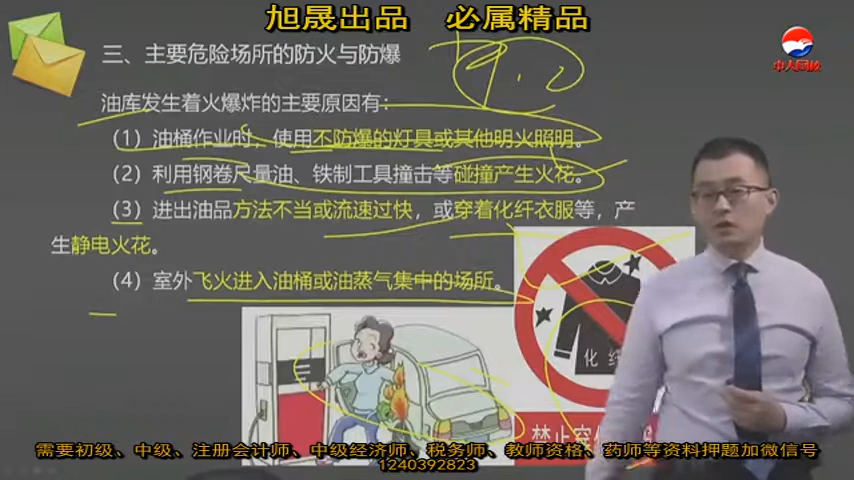 旭晟出品 必属精品
三、主要危险场所的防火与防爆
油库发生着火爆炸的主要原因有：
（1）油桶作业时，使用不防爆的灯具或其他明火照明。
（2）利用钢卷尺量油、铁制工具撞击等碰撞产生火花。
（3）进出油品方法不当或流速过快，或穿着化纤衣服等，产
生静电火花。
（4）室外飞火进入油桶或油蒸气集中的场所。
化
禁止穿
需要初级、中级、注册会计师、中级经济师、税务师、教师资格、药师等资料押题加微信号
1240392823